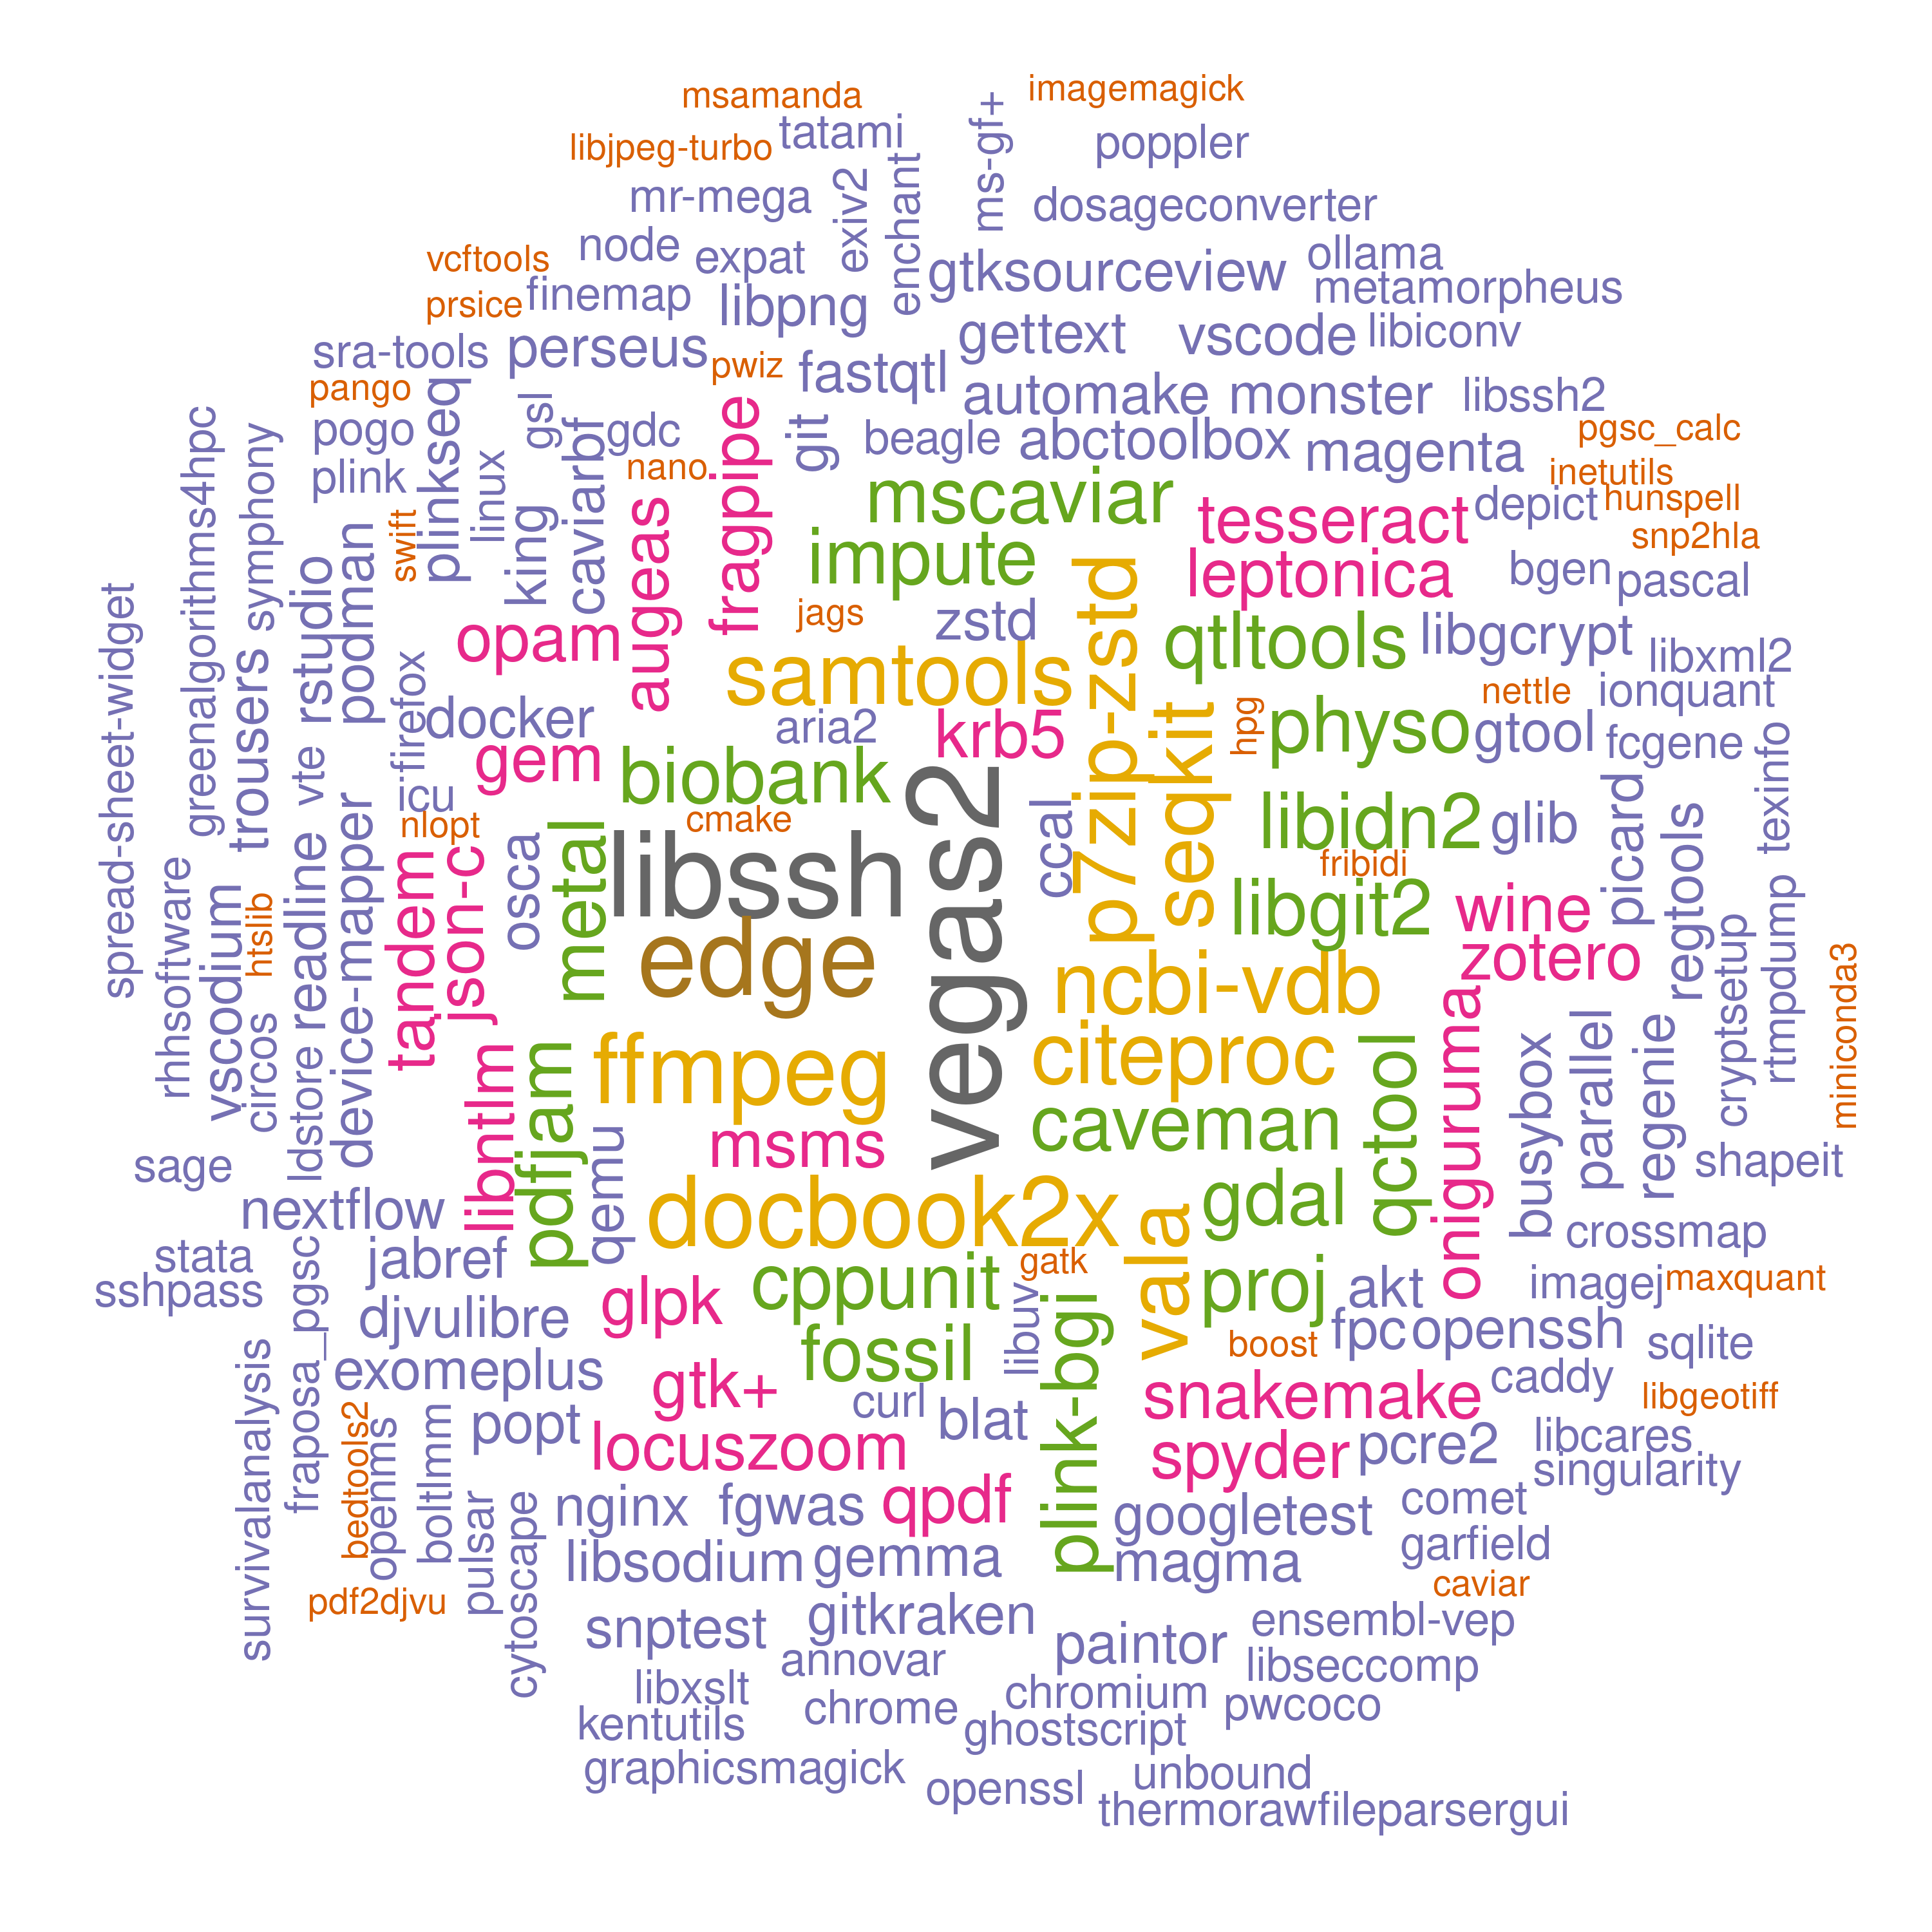 msamanda
imagemagick
libjpeg-turbo
tatami
ms-gf+
poppler
mr-mega
exiv2
enchant
dosageconverter
vcftools
node
expat
gtksourceview
ollama
metamorpheus
prsice
finemap
libpng
gettext
vscode
libiconv
sra-tools
perseus
pwiz
fastqtl
automake
monster
libssh2
pango
plinkseq
gsl
caviarbf
gdc
fragpipe
git
beagle
abctoolbox
magenta
pgsc_calc
greenalgorithms4hpc
symphony
pogo
plink
linux
nano
mscaviar
tesseract
depict
inetutils
hunspell
snp2hla
swift
king
augeas
impute
p7zip-zstd
leptonica
bgen
pascal
spread-sheet-widget
trousers
rstudio
podman
opam
jags
zstd
qtltools
libgcrypt
libxml2
samtools
nettle
ionquant
firefox
docker
aria2
krb5
seqkit
hpg
physo
gtool
fcgene
texinfo
vte
icu
gem
biobank
vegas2
ccal
libidn2
glib
picard
regtools
nlopt
cmake
libssh
fribidi
rhhsoftware
vscodium
htslib
readline
device-mapper
tandem
json-c
osca
metal
edge
libgit2
wine
zotero
cryptsetup
rtmpdump
miniconda3
circos
ldstore
libntlm
pdfjam
ffmpeg
ncbi-vdb
citeproc
qctool
oniguruma
busybox
parallel
regenie
sage
qemu
msms
caveman
shapeit
nextflow
docbook2x
vala
gdal
crossmap
stata
sshpass
fraposa_pgsc
jabref
glpk
cppunit
gatk
proj
akt
imagej
maxquant
djvulibre
fossil
libuv
plink-bgi
boost
fpc
openssh
sqlite
survivalanalysis
exomeplus
gtk+
curl
blat
snakemake
caddy
libgeotiff
bedtools2
openms
boltlmm
popt
locuszoom
spyder
pcre2
libcares
singularity
pulsar
cytoscape
nginx
fgwas
qpdf
googletest
comet
garfield
pdf2djvu
libsodium
gemma
magma
caviar
snptest
gitkraken
paintor
ensembl-vep
annovar
libseccomp
libxslt
chrome
chromium
pwcoco
kentutils
ghostscript
graphicsmagick
openssl
unbound
thermorawfileparsergui